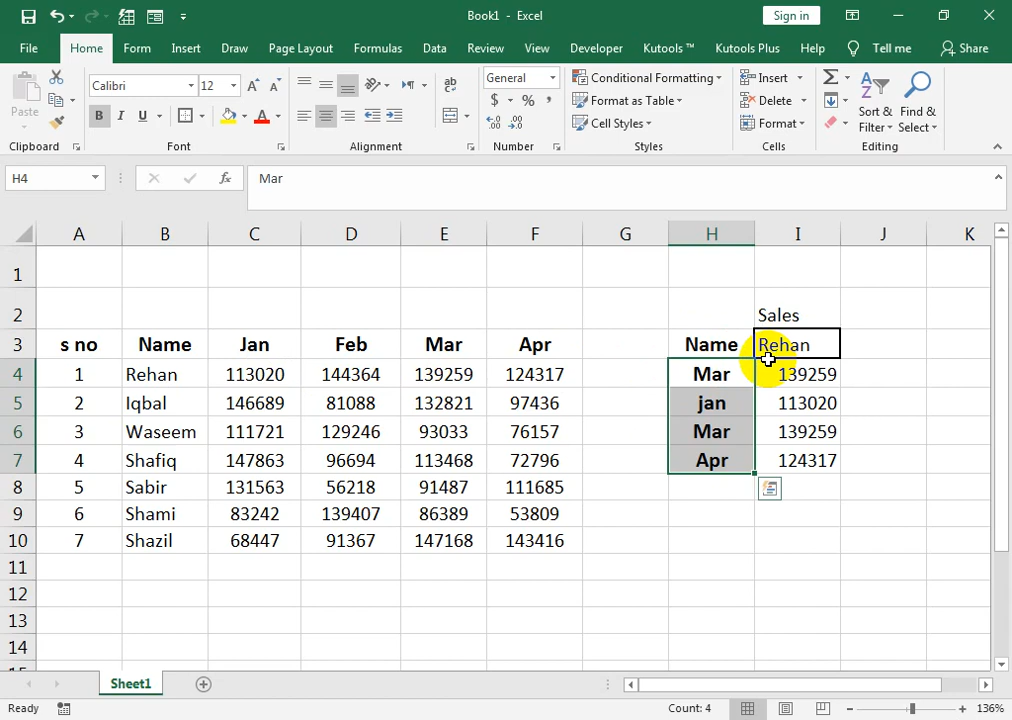 Book1 - Excel
Sign in
File Home Form Insert Draw Page Layout Formulas Data Review View Developer Kutools ™ Kutools Plus Help Tell me Share
Paste
Calibri 12
B I U
General
$ % ,
Conditional Formatting
Format as Table
Cell Styles
Insert
Delete
Format
Sort & Filter
Find & Select
Clipboard Font Alignment Number Styles Cells Editing
H4 fx Mar
A B C D E F G H I J K
1
2 Sales
3 s no Name Jan Feb Mar Apr Name Rehan
4 1 Rehan 113020 144364 139259 124317 Mar 139259
5 2 Iqbal 146689 81088 132821 97436 jan 113020
6 3 Waseem 111721 129246 93033 76157 Mar 139259
7 4 Shafiq 147863 96694 113468 72796 Apr 124317
8 5 Sabir 131563 56218 91487 111685
9 6 Shami 83242 139407 86389 53809
10 7 Shazil 68447 91367 147168 143416
11
12
13
14
Sheet1
Ready Count: 4 136%